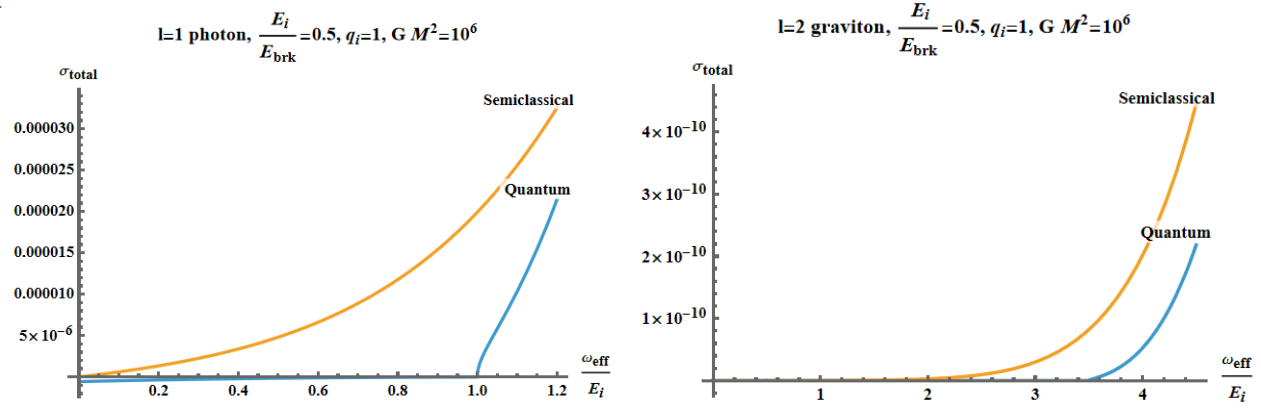 l=1 photon, E_i/E_brk=0.5, q_i=1, G M^2=10^6
σ_total
0.000030
0.000025
0.000020
0.000015
0.000010
5×10^-6
Semiclassical
Quantum
0.2 0.4 0.6 0.8 1.0 1.2
ω_eff/E_i
l=2 graviton, E_i/E_brk=0.5, q_i=1, G M^2=10^6
σ_total
4×10^-10
3×10^-10
2×10^-10
1×10^-10
Semiclassical
Quantum
1 2 3 4
ω_eff/E_i